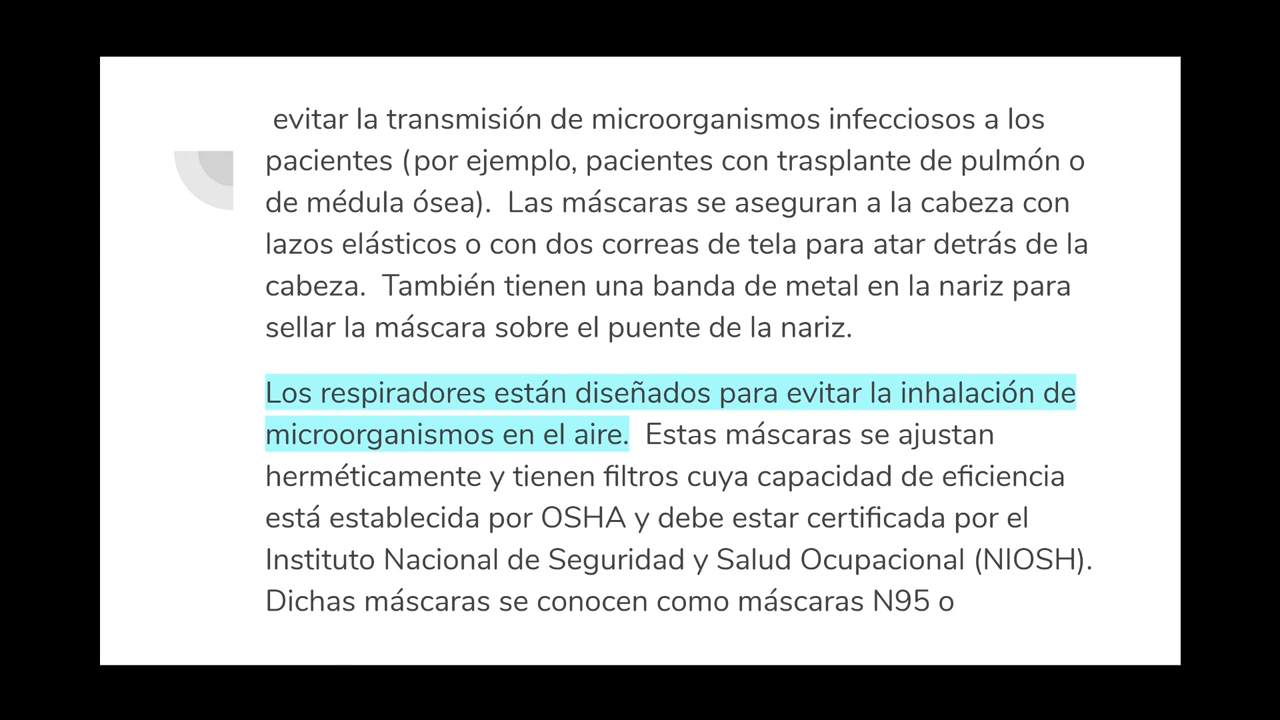 evitar la transmisión de microorganismos infecciosos a los
pacientes (por ejemplo, pacientes con trasplante de pulmón o
de médula ósea).  Las máscaras se aseguran a la cabeza con
lazos elásticos o con dos correas de tela para atar detrás de la
cabeza.  También tienen una banda de metal en la nariz para
sellar la máscara sobre el puente de la nariz.
Los respiradores están diseñados para evitar la inhalación de
microorganismos en el aire.  Estas máscaras se ajustan
herméticamente y tienen filtros cuya capacidad de eficiencia
está establecida por OSHA y debe estar certificada por el
Instituto Nacional de Seguridad y Salud Ocupacional (NIOSH).
Dichas máscaras se conocen como máscaras N95 o